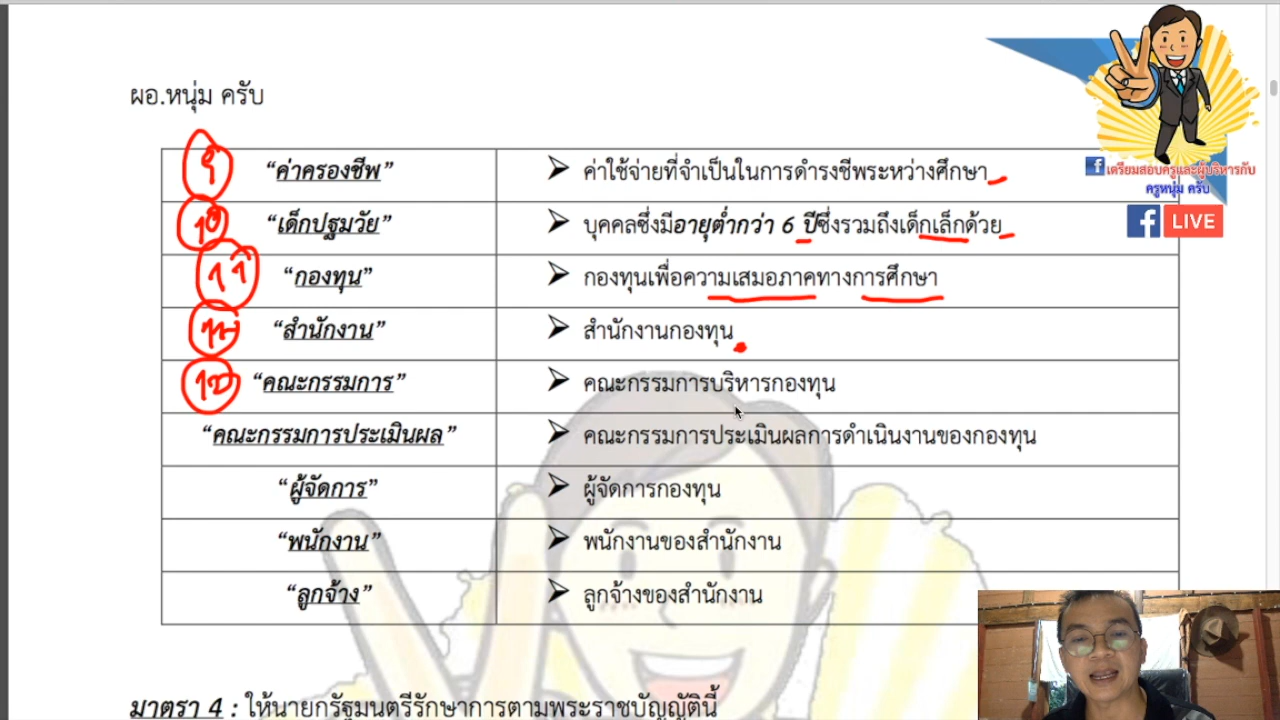 ผอ.หนุ่ม ครับ
เตรียมสอบครูและผู้บริหารกับ
ครูหนุ่ม ครับ
f LIVE
9 “ค่าครองชีพ” ➤ ค่าใช้จ่ายที่จำเป็นในการดำรงชีพระหว่างศึกษา
10 “เด็กปฐมวัย” ➤ บุคคลซึ่งมีอายุต่ำกว่า 6 ปีซึ่งรวมถึงเด็กเล็กด้วย
11 “กองทุน” ➤ กองทุนเพื่อความเสมอภาคทางการศึกษา
“สำนักงาน” ➤ สำนักงานกองทุน
“คณะกรรมการ” ➤ คณะกรรมการบริหารกองทุน
“คณะกรรมการประเมินผล” ➤ คณะกรรมการประเมินผลการดำเนินงานของกองทุน
“ผู้จัดการ” ➤ ผู้จัดการกองทุน
“พนักงาน” ➤ พนักงานของสำนักงาน
“ลูกจ้าง” ➤ ลูกจ้างของสำนักงาน
มาตรา 4 : ให้นายกรัฐมนตรีรักษาการตามพระราชบัญญัตินี้